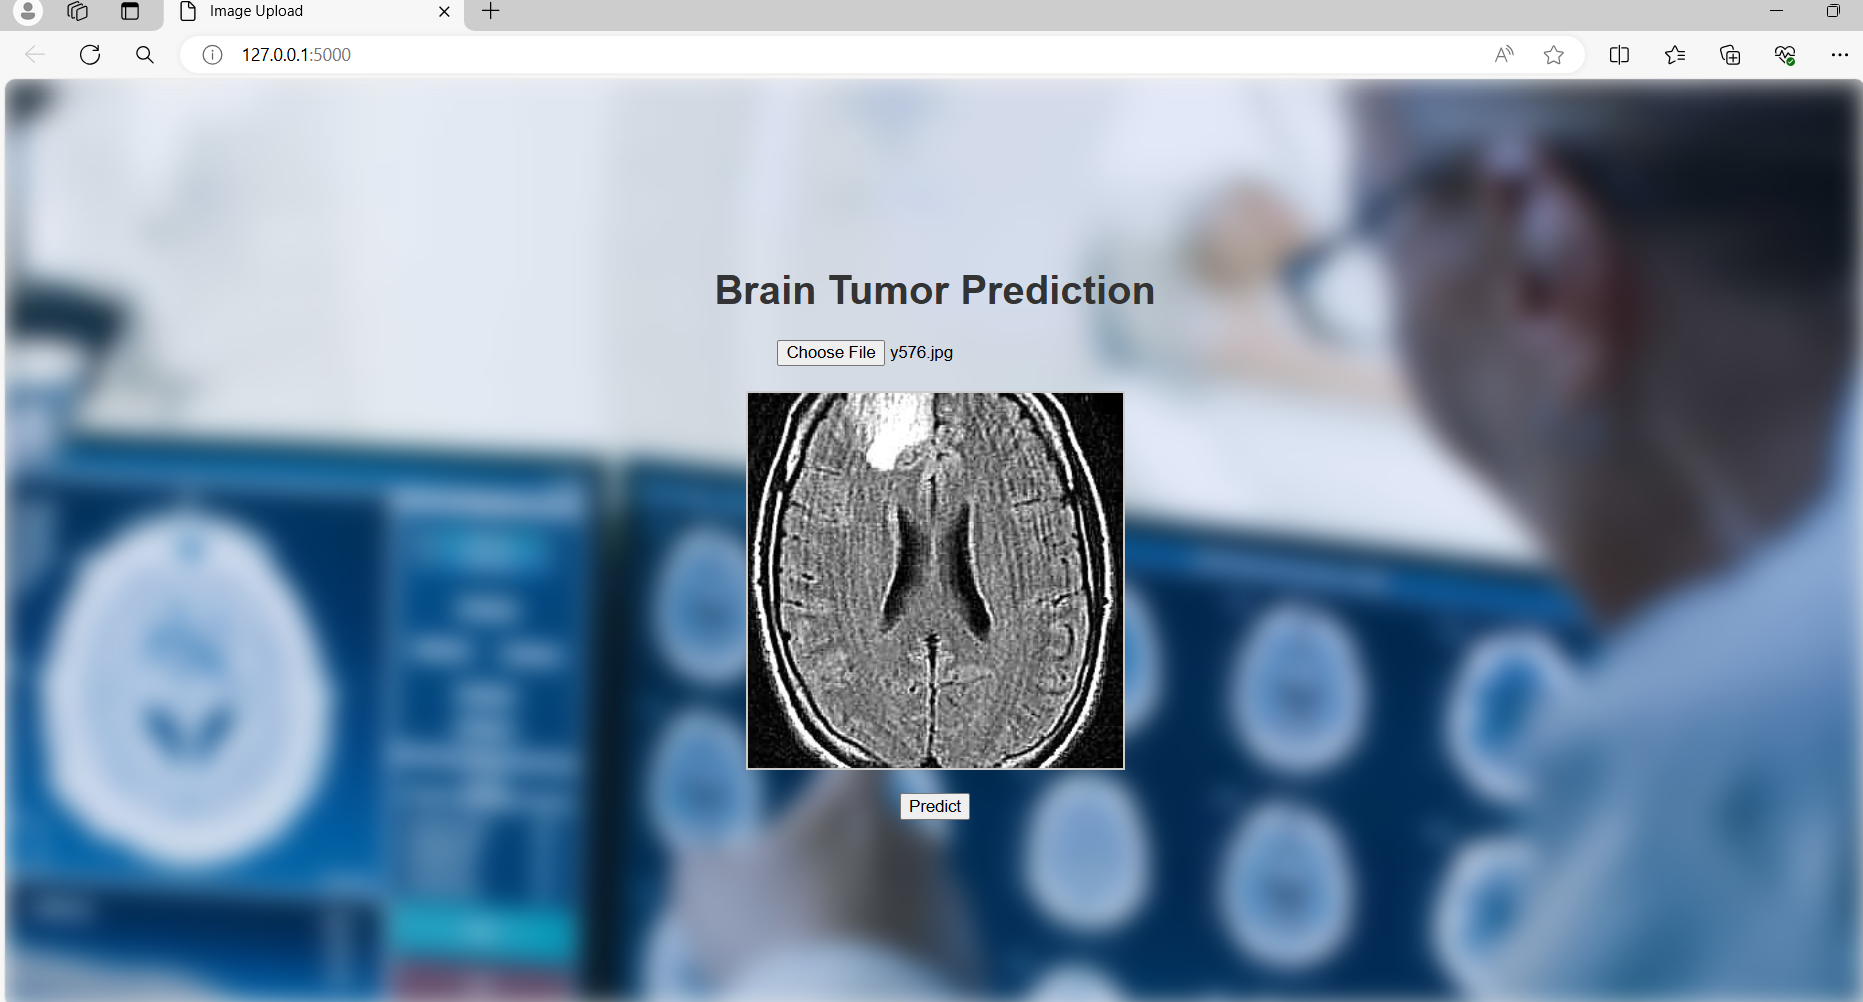 Image Upload
127.0.0.1:5000
Brain Tumor Prediction
Choose File y576.jpg
Predict